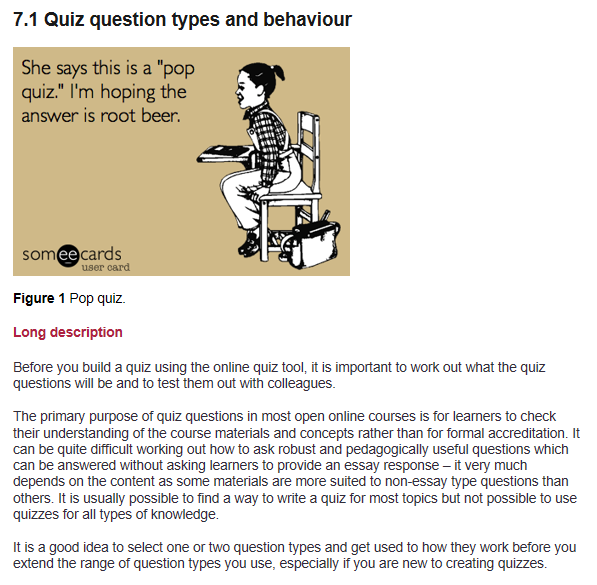 7.1 Quiz question types and behaviour
She says this is a "pop
quiz." I'm hoping the
answer is root beer.
someecards
user card
Figure 1 Pop quiz.
Long description
Before you build a quiz using the online quiz tool, it is important to work out what the quiz
questions will be and to test them out with colleagues.
The primary purpose of quiz questions in most open online courses is for learners to check
their understanding of the course materials and concepts rather than for formal accreditation. It
can be quite difficult working out how to ask robust and pedagogically useful questions which
can be answered without asking learners to provide an essay response – it very much
depends on the content as some materials are more suited to non-essay type questions than
others. It is usually possible to find a way to write a quiz for most topics but not possible to use
quizzes for all types of knowledge.
It is a good idea to select one or two question types and get used to how they work before you
extend the range of question types you use, especially if you are new to creating quizzes.